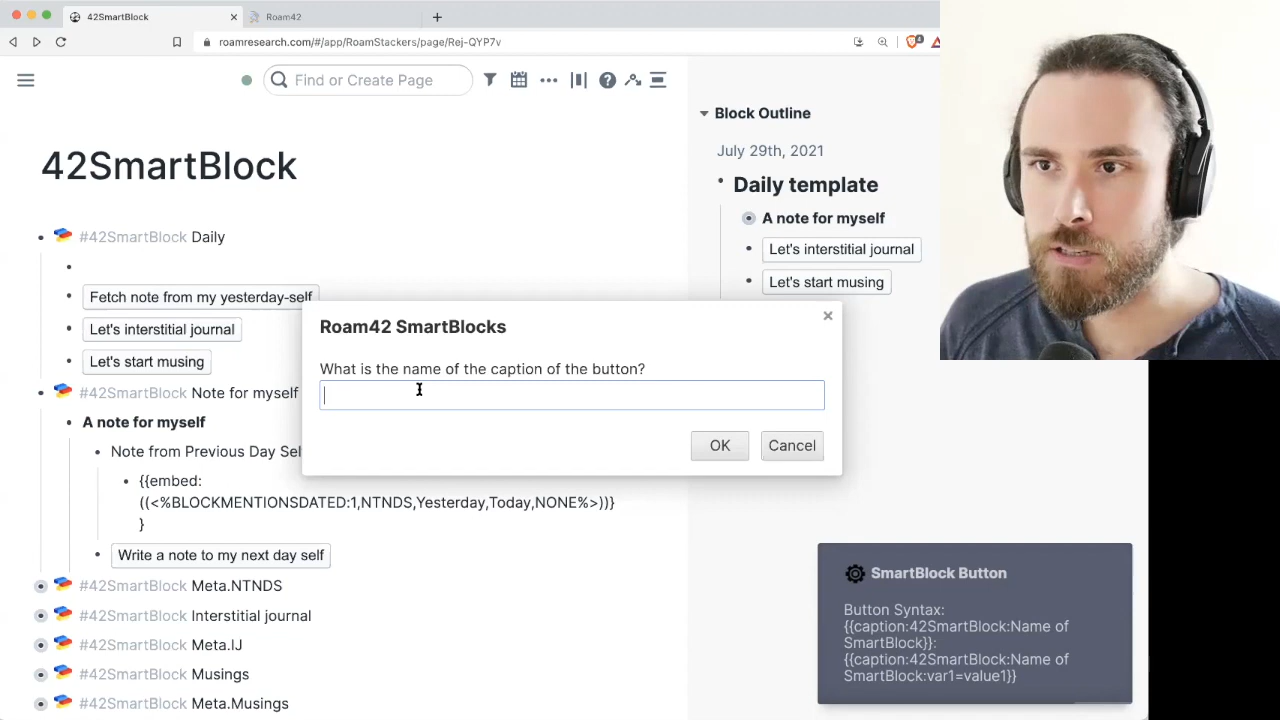 42SmartBlock
Roam42
roamresearch.com/#/app/RoamStackers/page/Rej-QYP7v
4
Find or Create Page
42SmartBlock
#42SmartBlock Daily
Fetch note from my yesterday-self
Let's interstitial journal
Let's start musing
#42SmartBlock Note for myself
A note for myself
Note from Previous Day Sel
{{embed:
((<%BLOCKMENTIONSDATED:1,NTNDS,Yesterday,Today,NONE%>))}
}
Write a note to my next day self
#42SmartBlock Meta.NTNDS
#42SmartBlock Interstitial journal
#42SmartBlock Meta.IJ
#42SmartBlock Musings
#42SmartBlock Meta.Musings
Roam42 SmartBlocks
What is the name of the caption of the button?
OK
Cancel
Block Outline
July 29th, 2021
Daily template
A note for myself
Let's interstitial journal
Let's start musing
SmartBlock Button
Button Syntax:
{{caption:42SmartBlock:Name of
SmartBlock}}:
{{caption:42SmartBlock:Name of
SmartBlock:var1=value1}}